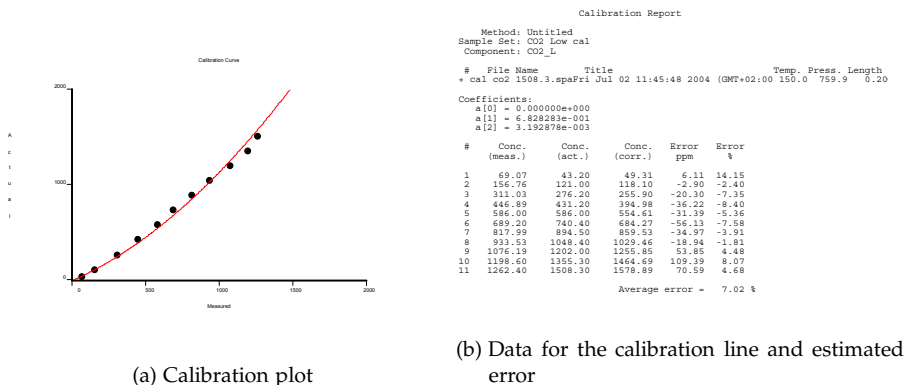 Calibration Curve
2000
1000
0
A
c
t
u
a
l
0
500
1000
1500
2000
Measured
(a) Calibration plot
Calibration Report
Method: Untitled
Sample Set: CO2 Low cal
Component: CO2_L
# File Name Title Temp. Press. Length
+ cal co2 1508.3.spaFri Jul 02 11:45:48 2004 (GMT+02:00 150.0 759.9 0.20
Coefficients:
a[0] = 0.000000e+000
a[1] = 6.828283e-001
a[2] = 3.192878e-003
# Conc. Conc. Conc. Error Error
(meas.) (act.) (corr.) ppm %
1 69.07 43.20 49.31 6.11 14.15
2 156.76 121.00 118.10 -2.90 -2.40
3 311.03 276.20 255.90 -20.30 -7.35
4 446.89 431.20 394.98 -36.22 -8.40
5 586.00 586.00 554.61 -31.39 -5.36
6 689.20 740.40 684.27 -56.13 -7.58
7 817.99 894.50 859.53 -34.97 -3.91
8 933.53 1048.40 1029.46 -18.94 -1.81
9 1076.19 1202.00 1255.85 53.85 4.48
10 1198.60 1355.30 1464.69 109.39 8.07
11 1262.40 1508.30 1578.89 70.59 4.68
Average error = 7.02 %
(b) Data for the calibration line and estimated
error